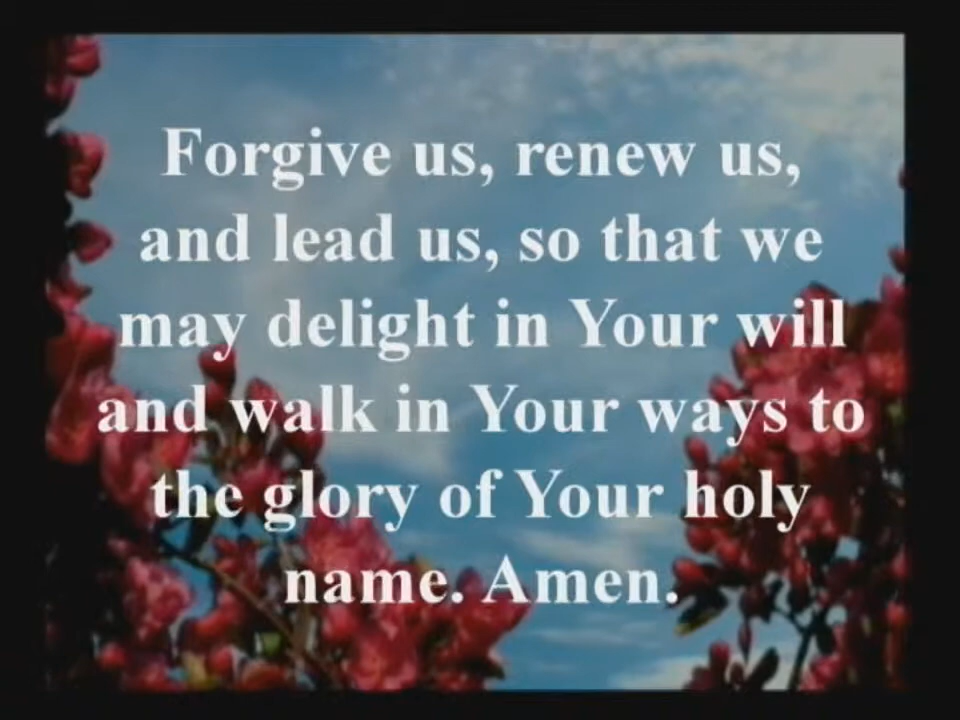 Forgive us, renew us,
and lead us, so that we
may delight in Your will
and walk in Your ways to
the glory of Your holy
name. Amen.